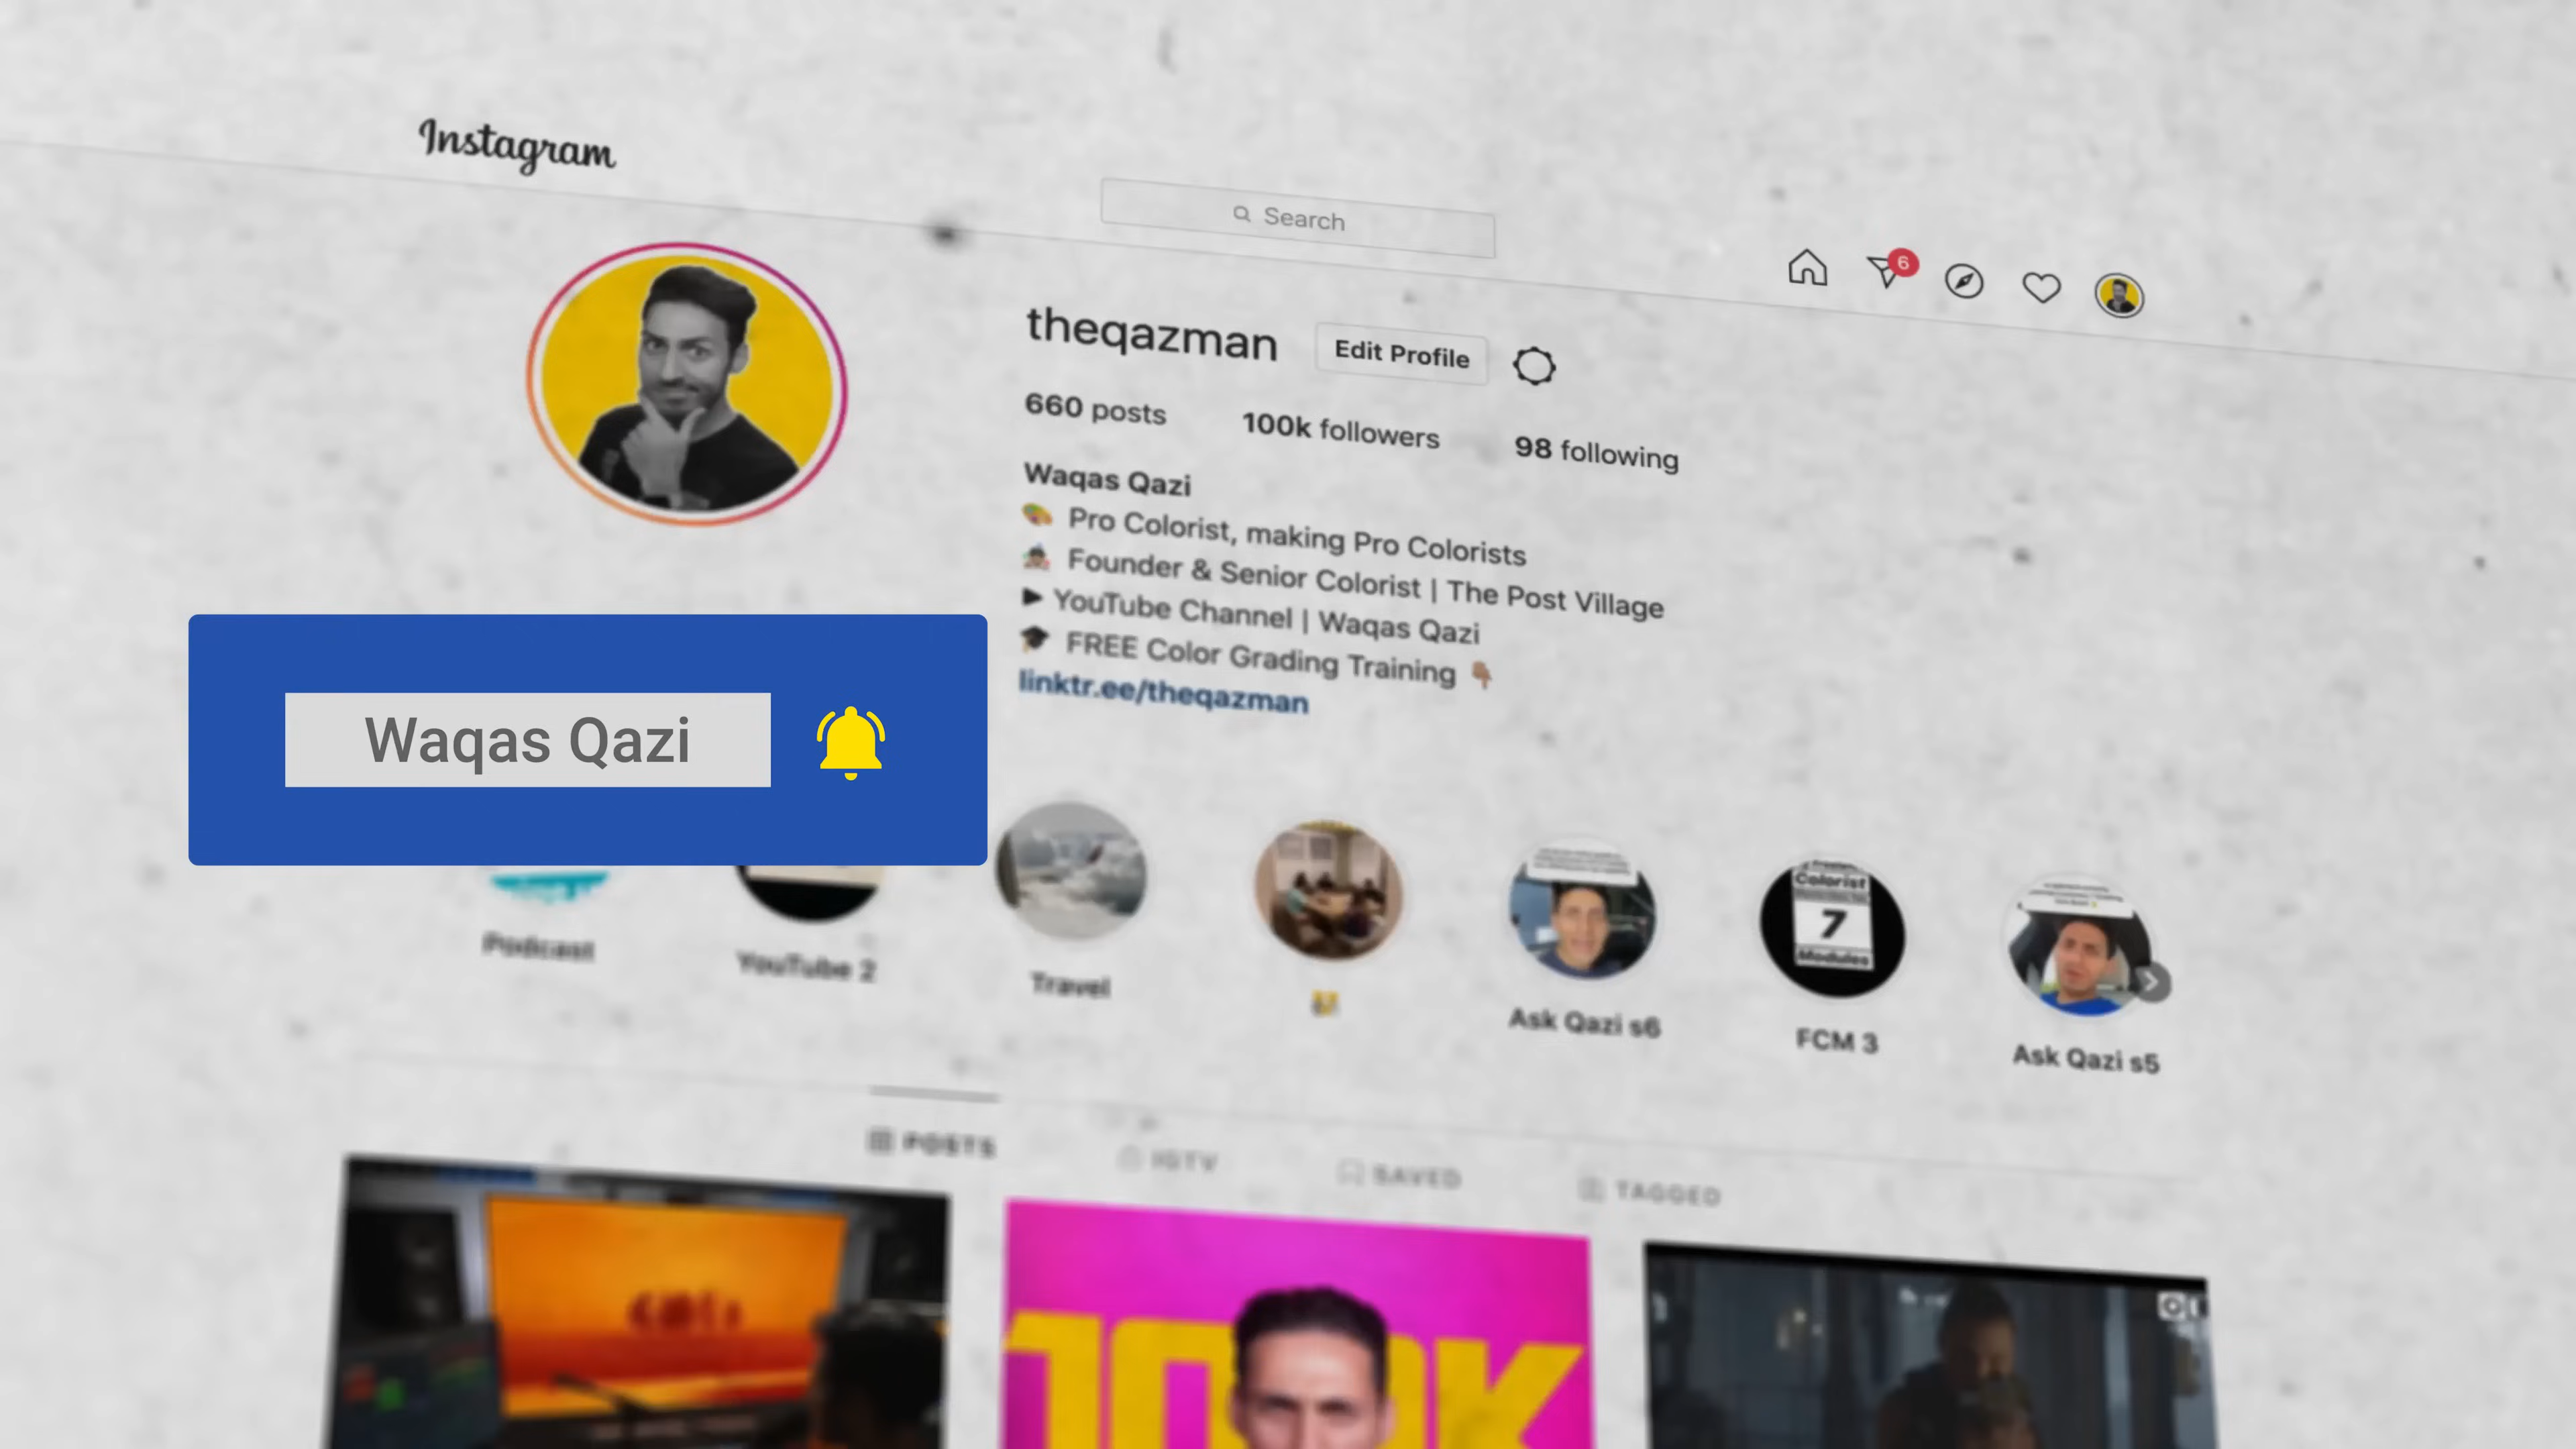 Instagram
Search
6
theqazman Edit Profile
660 posts 100k followers 98 following
Waqas Qazi
🎨 Pro Colorist, making Pro Colorists
Founder & Senior Colorist | The Post Village
▶ YouTube Channel | Waqas Qazi
🎓 FREE Color Grading Training 👇🏽
linktr.ee/theqazman
Waqas Qazi
Colorist
7
Modules
Podcast YouTube 2 Travel Ask Qazi s6 FCM 3 Ask Qazi s5
POSTS IGTV SAVED TAGGED
100K